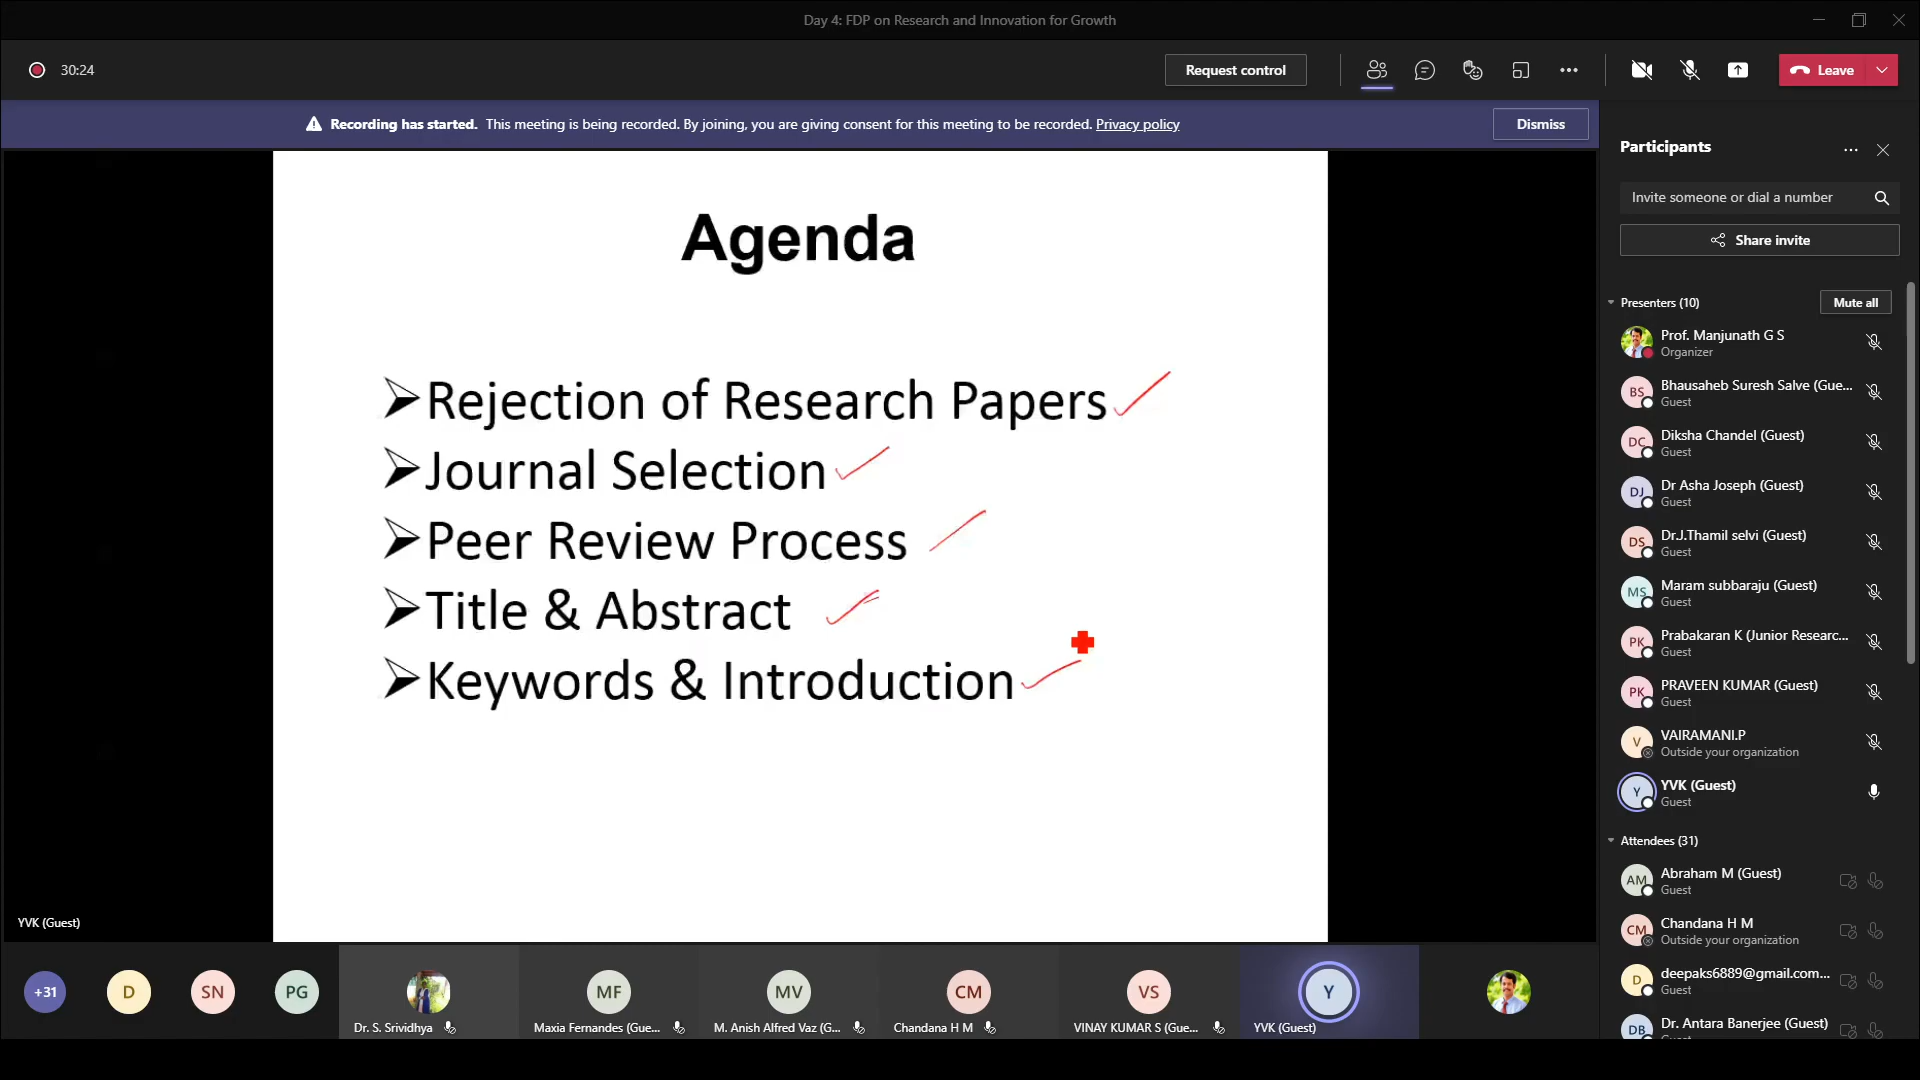 Day 4: FDP on Research and Innovation for Growth
30:24
Request control
Leave
Recording has started. This meeting is being recorded. By joining, you are giving consent for this meeting to be recorded. Privacy policy
Dismiss
Agenda
Rejection of Research Papers
Journal Selection
Peer Review Process
Title & Abstract
Keywords & Introduction
YVK (Guest)
+31
D
SN
PG
Dr. S. Srividhya
MF
Maxia Fernandes (Gue...
MV
M. Anish Alfred Vaz (G...
CM
Chandana H M
VS
VINAY KUMAR S (Gue...
Y
YVK (Guest)
Participants
Invite someone or dial a number
Share invite
Presenters (10)
Mute all
Prof. Manjunath G S
Organizer
BS
Bhausaheb Suresh Salve (Gue...
Guest
DC
Diksha Chandel (Guest)
Guest
DJ
Dr Asha Joseph (Guest)
Guest
DS
Dr.J.Thamil selvi (Guest)
Guest
MS
Maram subbaraju (Guest)
Guest
PK
Prabakaran K (Junior Researc...
Guest
PK
PRAVEEN KUMAR (Guest)
Guest
V
VAIRAMANI.P
Outside your organization
Y
YVK (Guest)
Guest
Attendees (31)
AM
Abraham M (Guest)
Guest
CM
Chandana H M
Outside your organization
D
deepaks6889@gmail.com...
Guest
DB
Dr. Antara Banerjee (Guest)